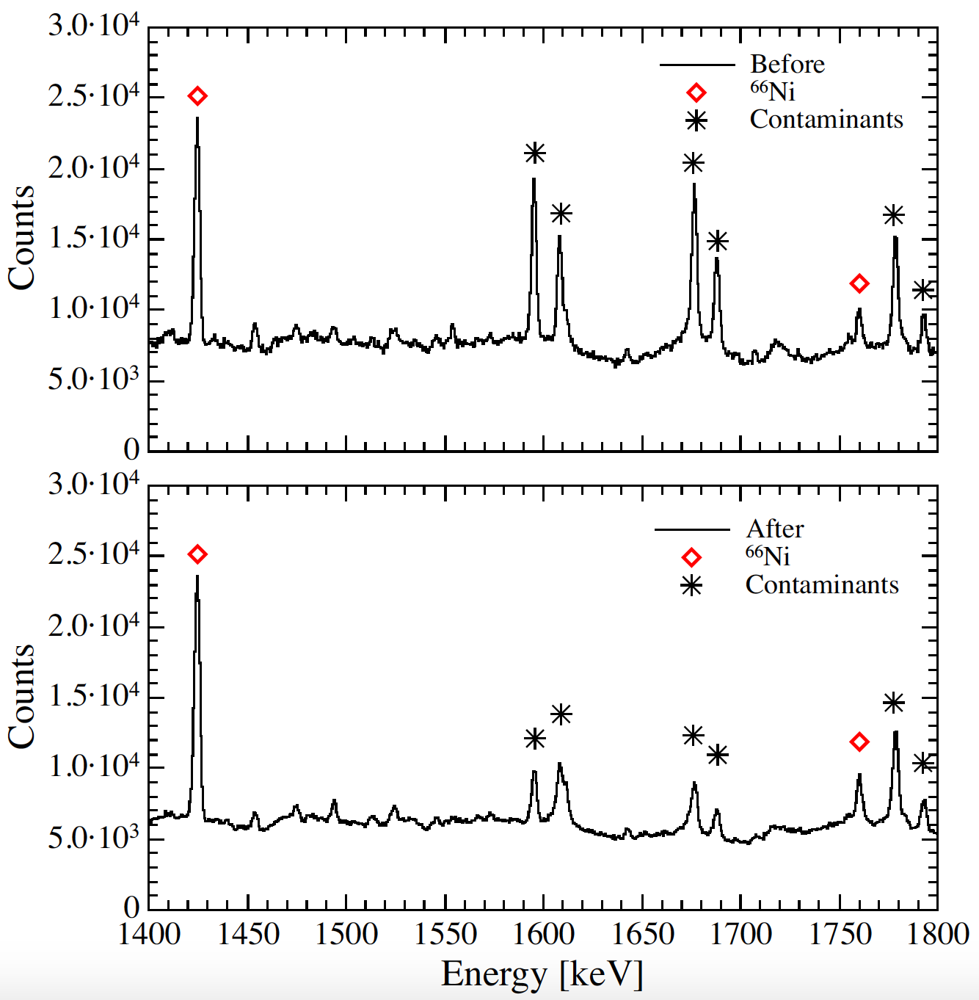 3.0·10⁴
2.5·10⁴
2.0·10⁴
1.5·10⁴
1.0·10⁴
5.0·10³
0
Counts
Before
⁶⁶Ni
Contaminants
3.0·10⁴
2.5·10⁴
2.0·10⁴
1.5·10⁴
1.0·10⁴
5.0·10³
0
Counts
After
⁶⁶Ni
Contaminants
1400 1450 1500 1550 1600 1650 1700 1750 1800
Energy [keV]